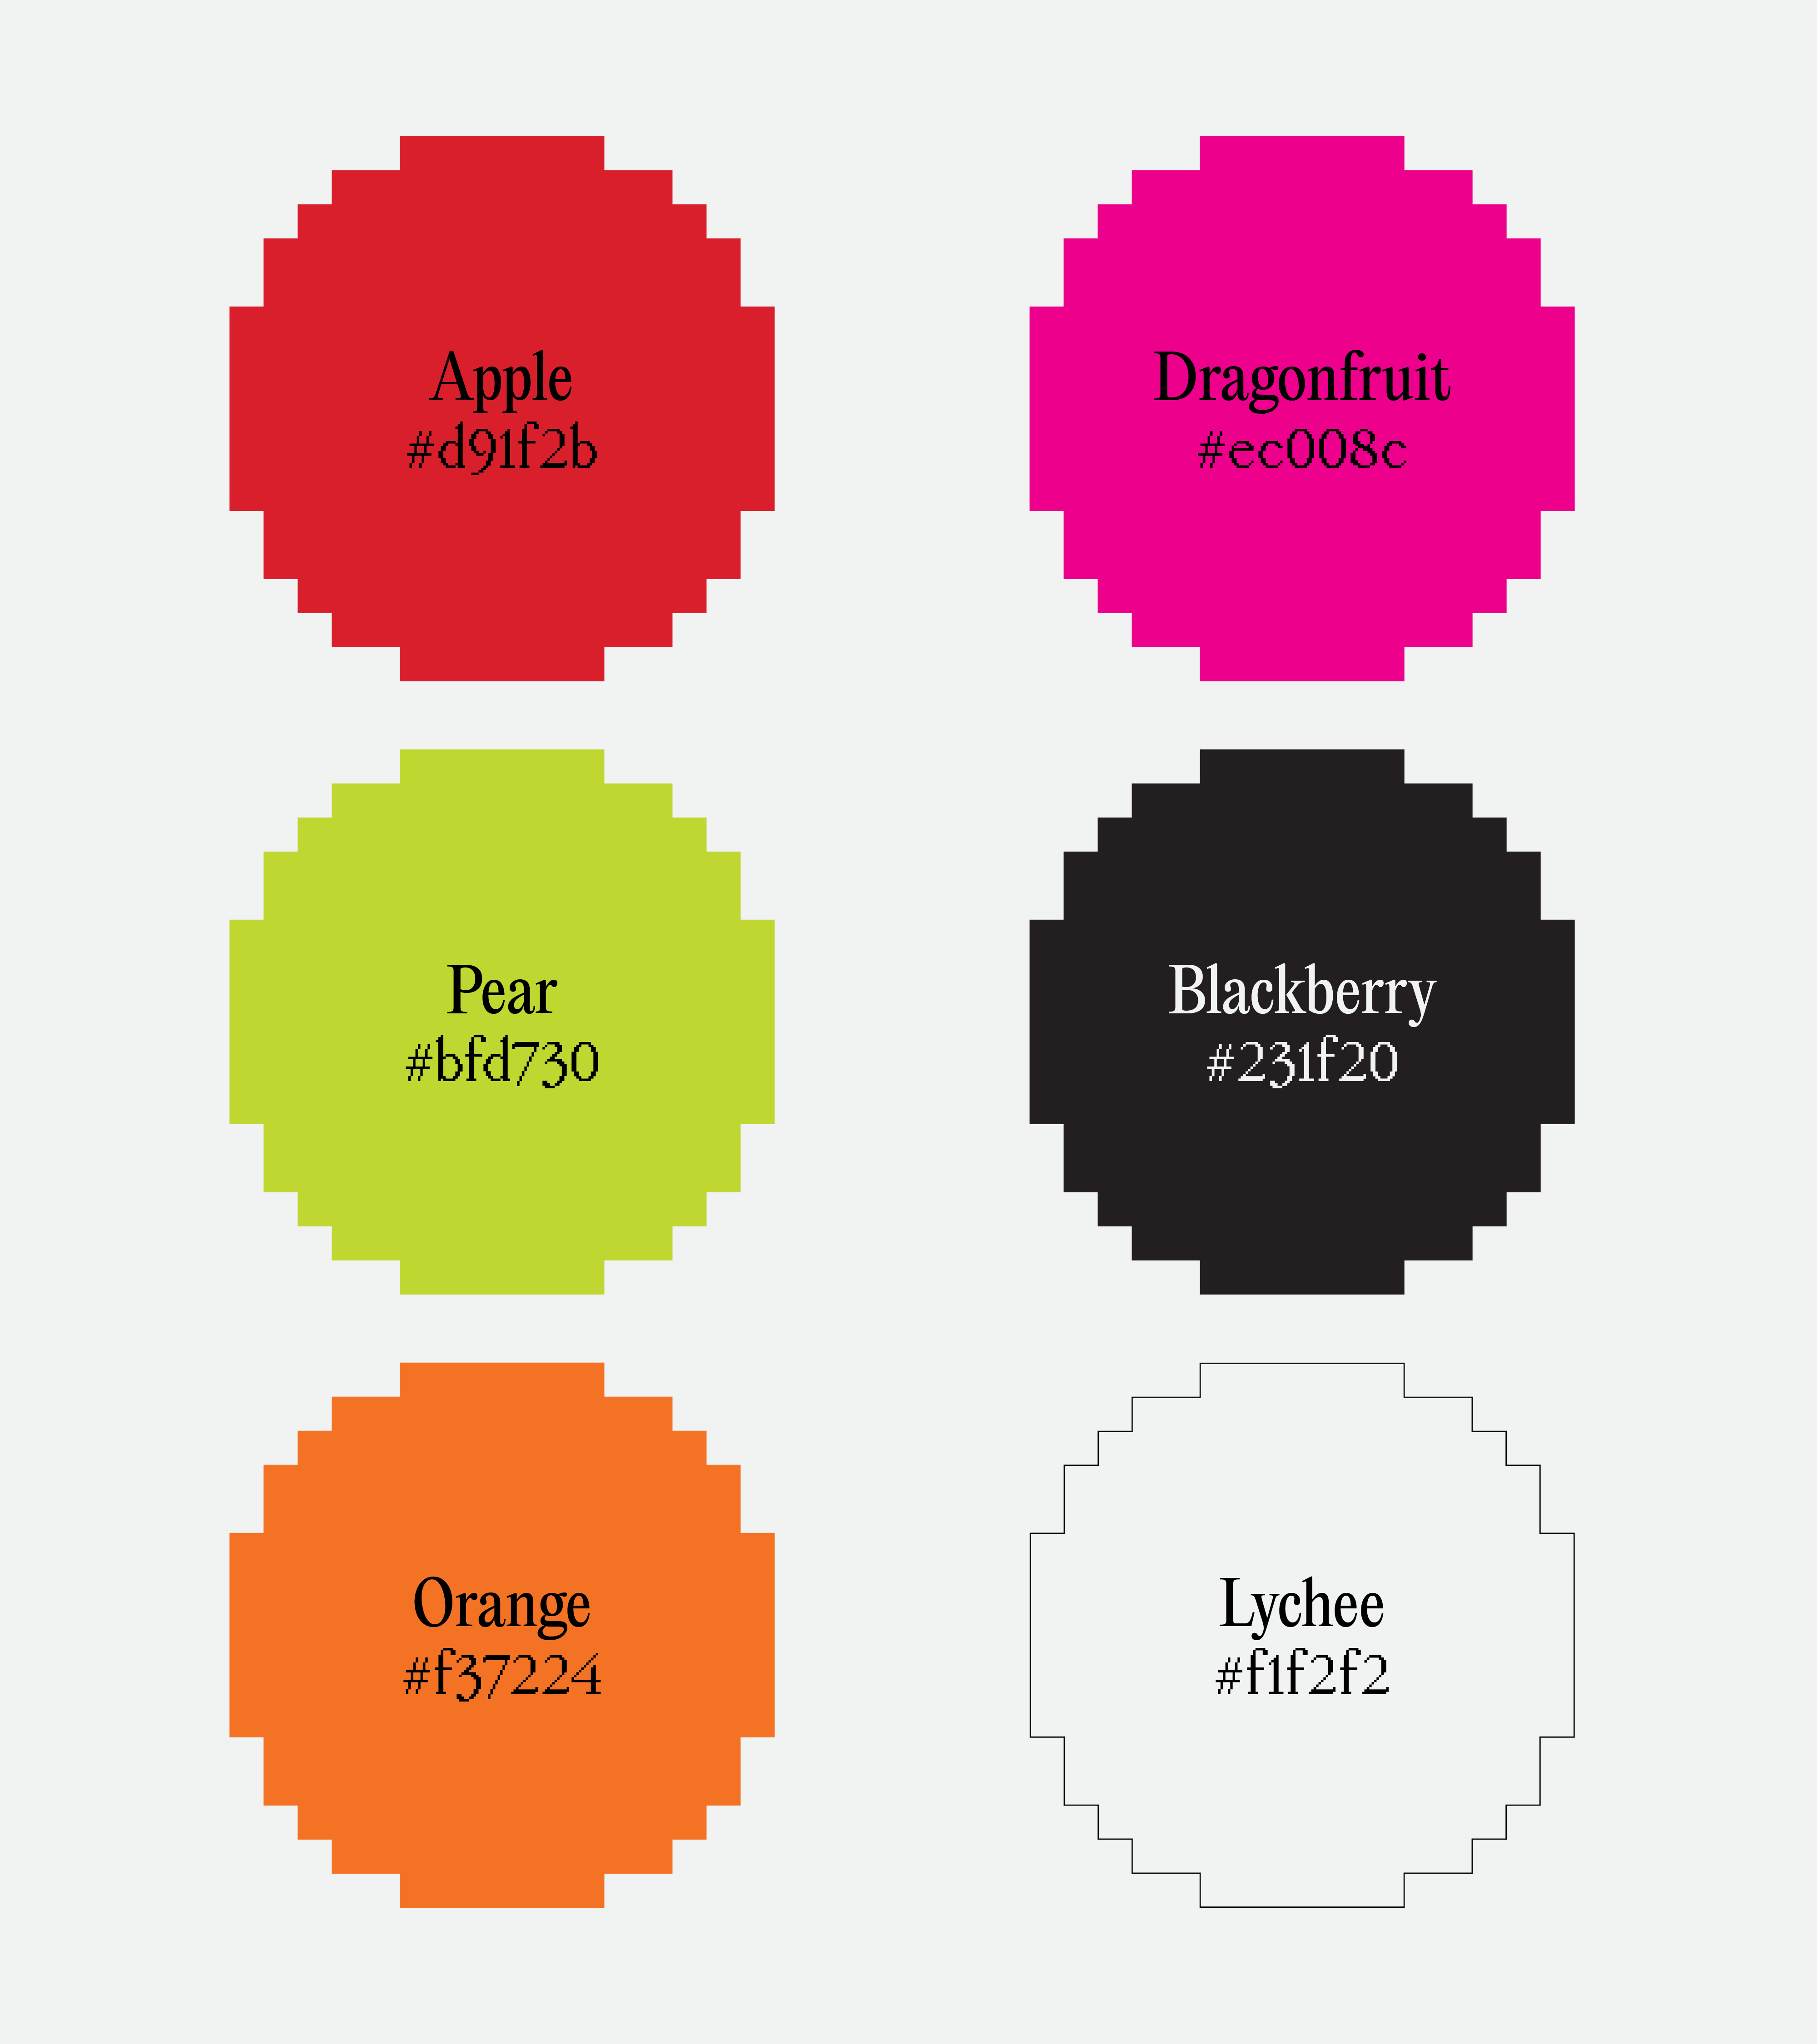 Apple
#d91f2b
Dragonfruit
#ec008c
Pear
#bfd730
Blackberry
#231f20
Orange
#f37224
Lychee
#f1f2f2